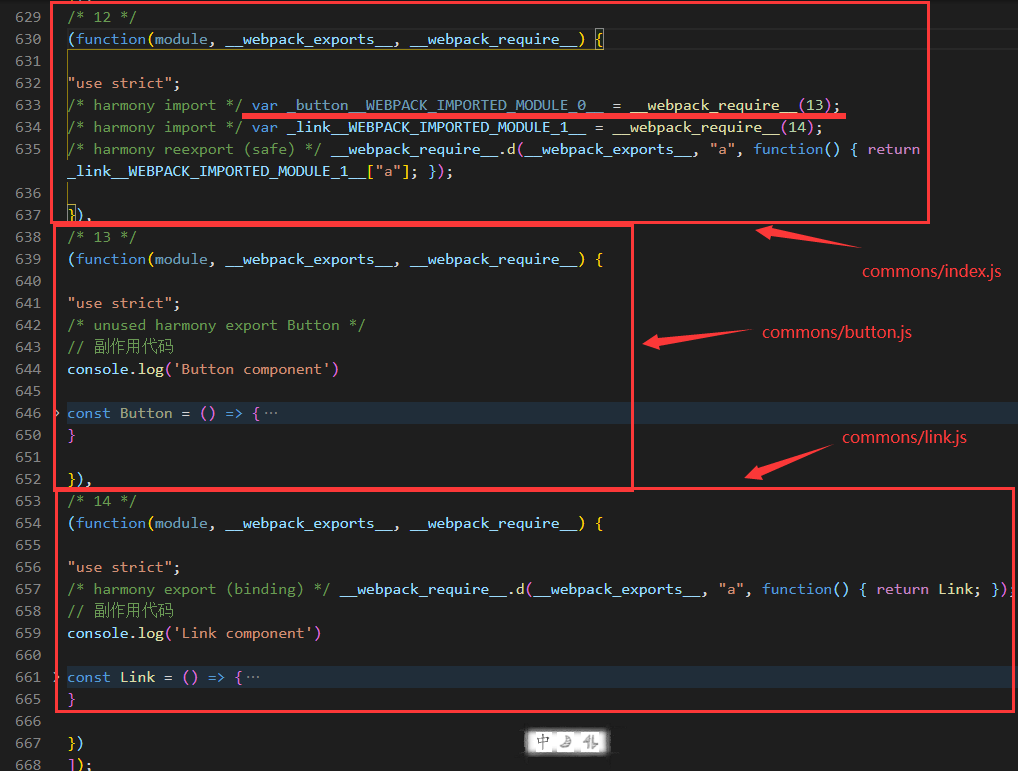 629 /* 12 */
630 (function(module, __webpack_exports__, __webpack_require__) {
631
632 "use strict";
633 /* harmony import */ var _button__WEBPACK_IMPORTED_MODULE_0__ = __webpack_require__(13);
634 /* harmony import */ var _link__WEBPACK_IMPORTED_MODULE_1__ = __webpack_require__(14);
635 /* harmony reexport (safe) */ __webpack_require__.d(__webpack_exports__, "a", function() { return
_link__WEBPACK_IMPORTED_MODULE_1__["a"]; });
636
637 }),
commons/index.js
638 /* 13 */
639 (function(module, __webpack_exports__, __webpack_require__) {
640
641 "use strict";
642 /* unused harmony export Button */
643 // 副作用代码
644 console.log('Button component')
645
646 const Button = () => { ···
650 }
651
652 }),
commons/button.js
653 /* 14 */
654 (function(module, __webpack_exports__, __webpack_require__) {
655
656 "use strict";
657 /* harmony export (binding) */ __webpack_require__.d(__webpack_exports__, "a", function() { return Link; });
658 // 副作用代码
659 console.log('Link component')
660
661 const Link = () => { ···
665 }
commons/link.js
666
667 })
668 ]);
中